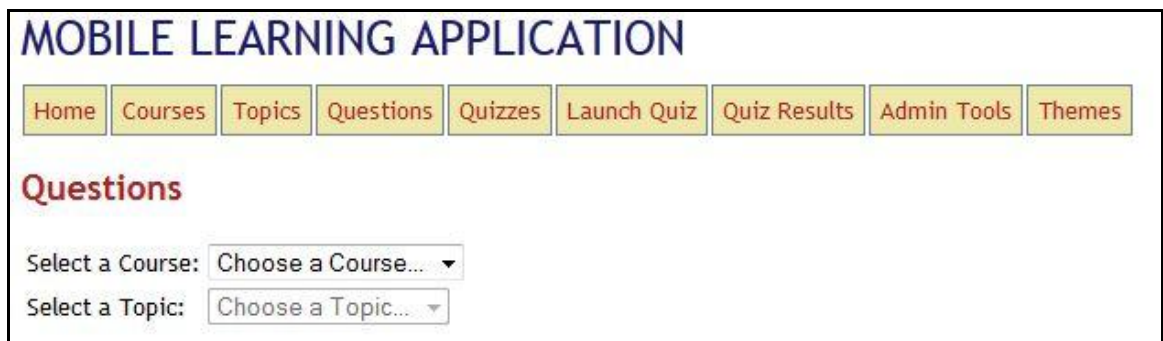 MOBILE LEARNING APPLICATION
Home Courses Topics Questions Quizzes Launch Quiz Quiz Results Admin Tools Themes
Questions
Select a Course: Choose a Course...
Select a Topic: Choose a Topic...